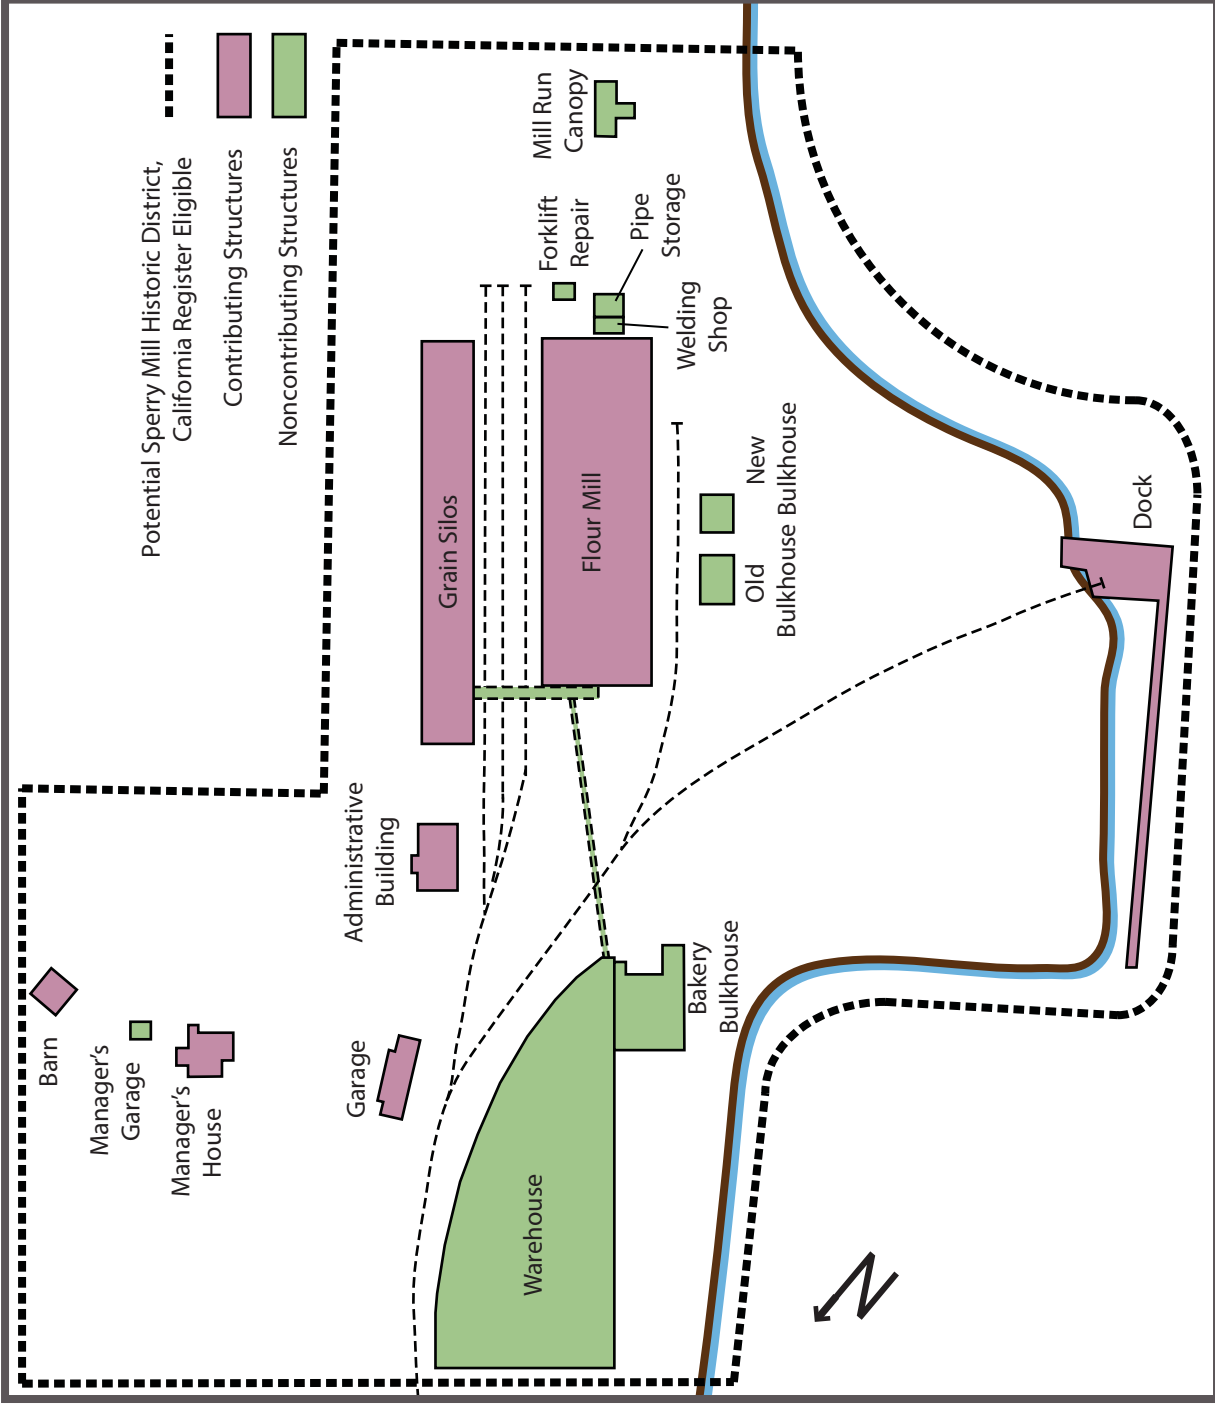 Potential Sperry Mill Historic District,
California Register Eligible
Contributing Structures
Noncontributing Structures
Mill Run
Canopy
Forklift
Repair
Pipe
Storage
Welding
Shop
Grain Silos
Flour Mill
New
Bulkhouse
Old
Bulkhouse
Dock
Administrative
Building
Barn
Manager's
Garage
Manager's
House
Garage
Bakery
Bulkhouse
Warehouse
N